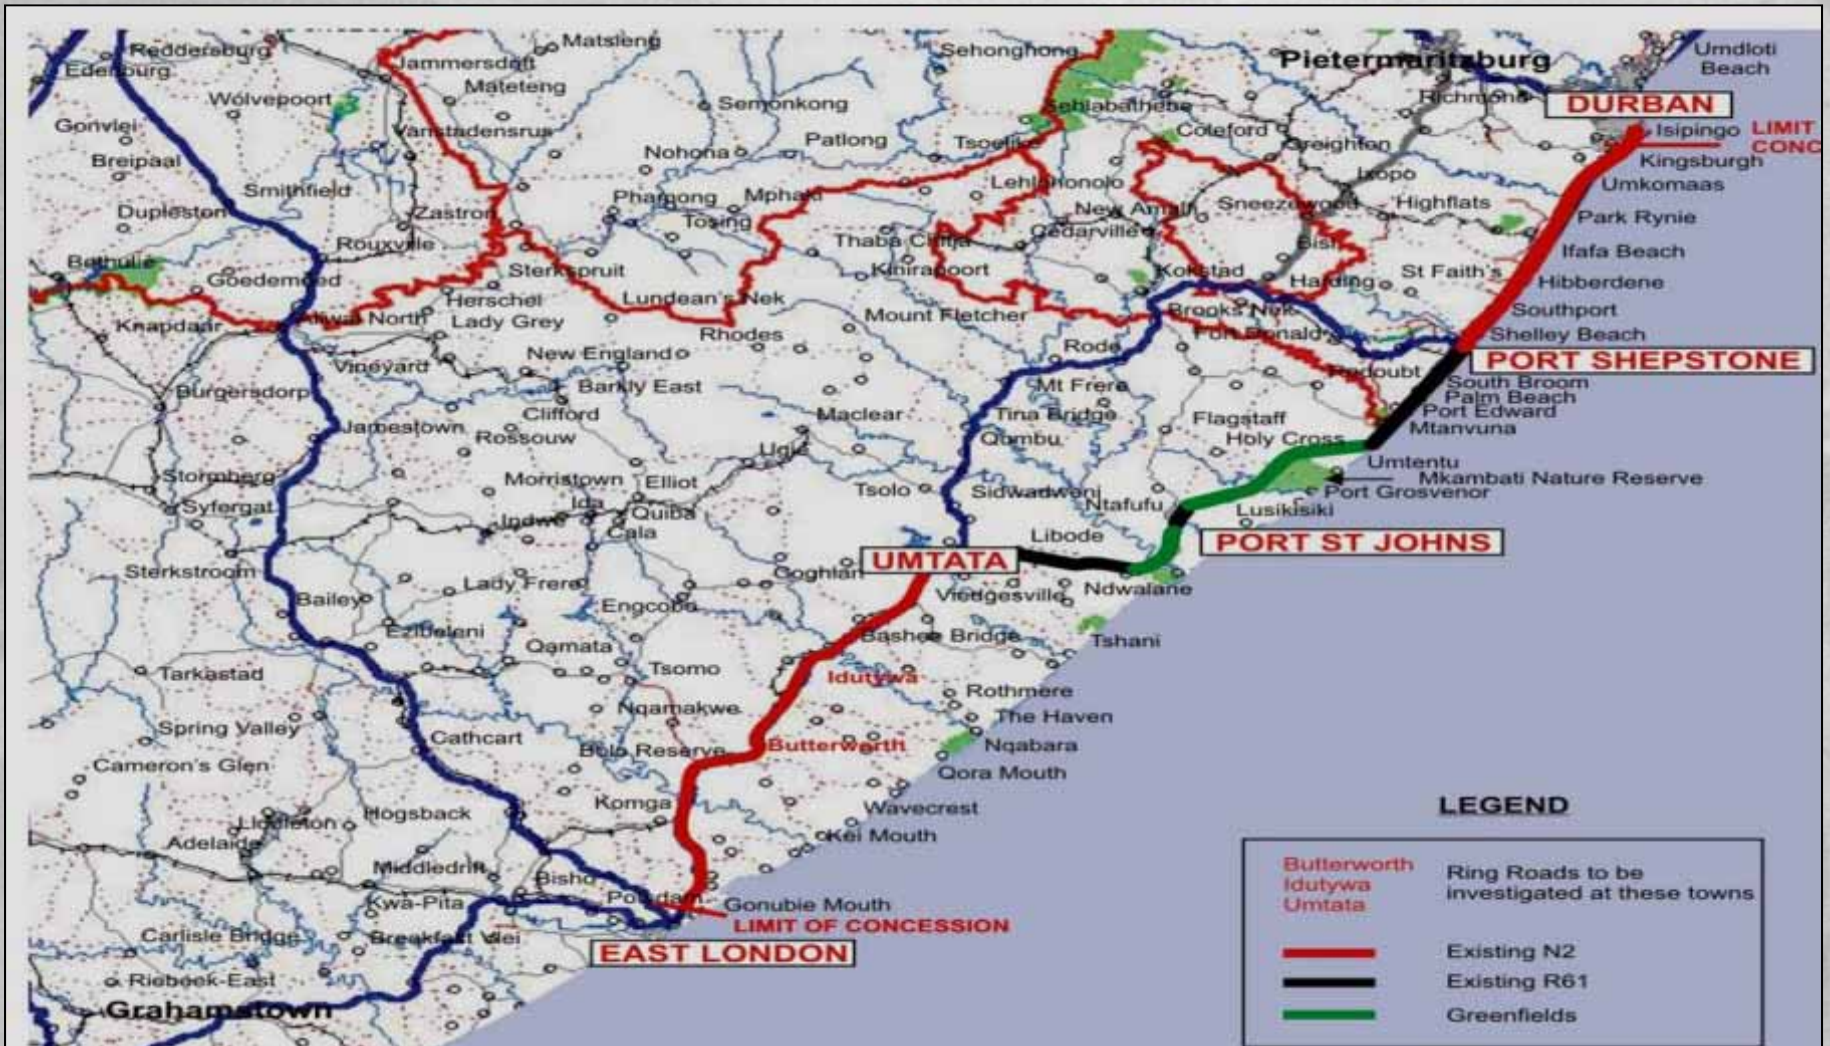 Reddersburg
Edenburg
Jammersdrift
Matsieng
Mateteng
Wolvepoort
Vanstadensrus
Gonvlei
Breipaal
Smithfield
Dupleston
Zastron
Rouxville
Bethulie
Goedemoed
Knapdaar
Aliwal North
Herschel
Lady Grey
Sterkspruit
Lundean's Nek
Rhodes
Semonkong
Patlong
Nohona
Mphaki
Tosing
Sehonghong
Sehlabathebe
Tsoelike
Lehlohonolo
Thaba Chitja
Kinirapoort
Mount Fletcher
Pietermaritzburg
Umdloti
Beach
Richmond
DURBAN
Isipingo
LIMIT
CONC
Kingsburgh
Umkomaas
Park Rynie
Ifafa Beach
Hibberdene
Southport
Shelley Beach
PORT SHEPSTONE
Coleford
Creighton
Ixopo
Highflats
Sneezewood
New Amalfi
Cedarville
Kokstad
Harding
St Faith's
Brooks Nek
Fort Donald
Redoubt
South Broom
Palm Beach
Port Edward
Mtanvuna
Rode
Mt Frere
Tina Bridge
Qumbu
Flagstaff
Holy Cross
Umtentu
Mkambati Nature Reserve
Port Grosvenor
Lusikisiki
Sidwadweni
Ntafufu
Libode
PORT ST JOHNS
UMTATA
Ndwalane
Viedgesville
Tshani
Bashee Bridge
Vineyard
New England
Barkly East
Burgersdorp
Clifford
Maclear
Jamestown
Rossouw
Ugie
Stormberg
Morristown
Elliot
Tsolo
Syfergat
Indwe
Ida
Quiba
Cala
Sterkstroom
Lady Frere
Coghlan
Bailey
Engcobo
Ezibeleni
Qamata
Tsomo
Idutywa
Tarkastad
Nqamakwe
Rothmere
The Haven
Spring Valley
Cathcart
Bolo Reserve
Butterworth
Nqabara
Cameron's Glen
Qora Mouth
Komga
Wavecrest
Hogsback
Kei Mouth
Adelaide
Middledrift
Bisho
Kwa-Pita
Gonubie Mouth
LIMIT OF CONCESSION
Carlisle Bridge
Breakfast Vlei
EAST LONDON
Riebeek-East
Grahamstown
LEGEND
Butterworth
Idutywa
Umtata
Ring Roads to be
investigated at these towns
Existing N2
Existing R61
Greenfields